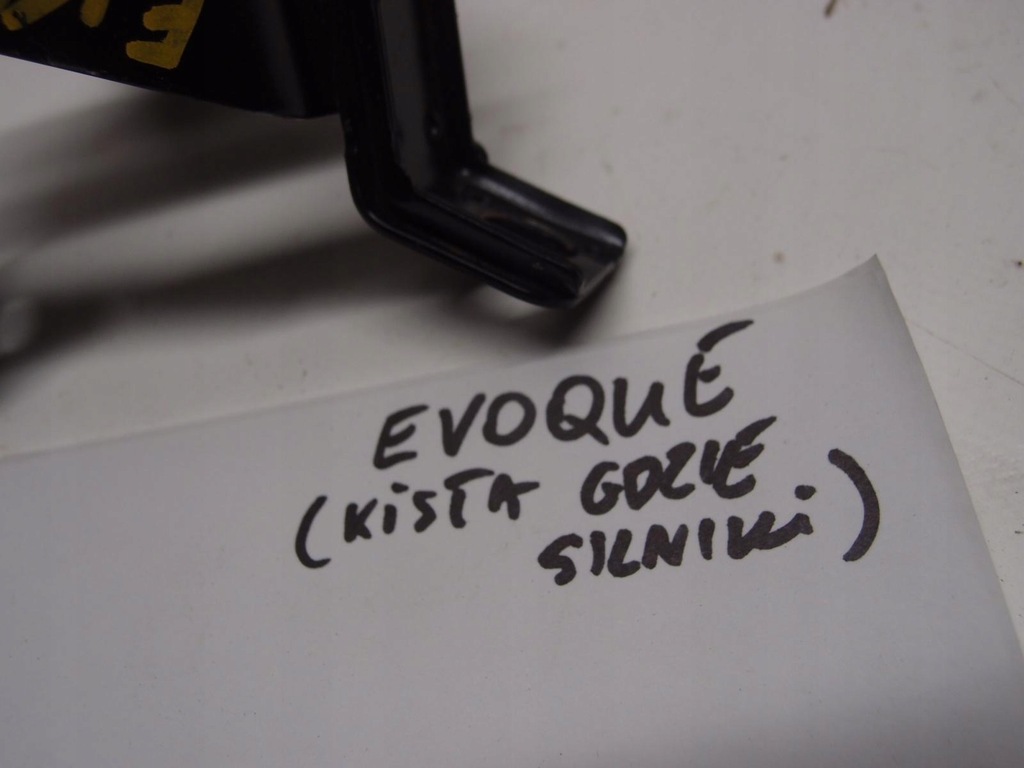 EVOQUE
(KiSTA GDZIE
SILNIKi)